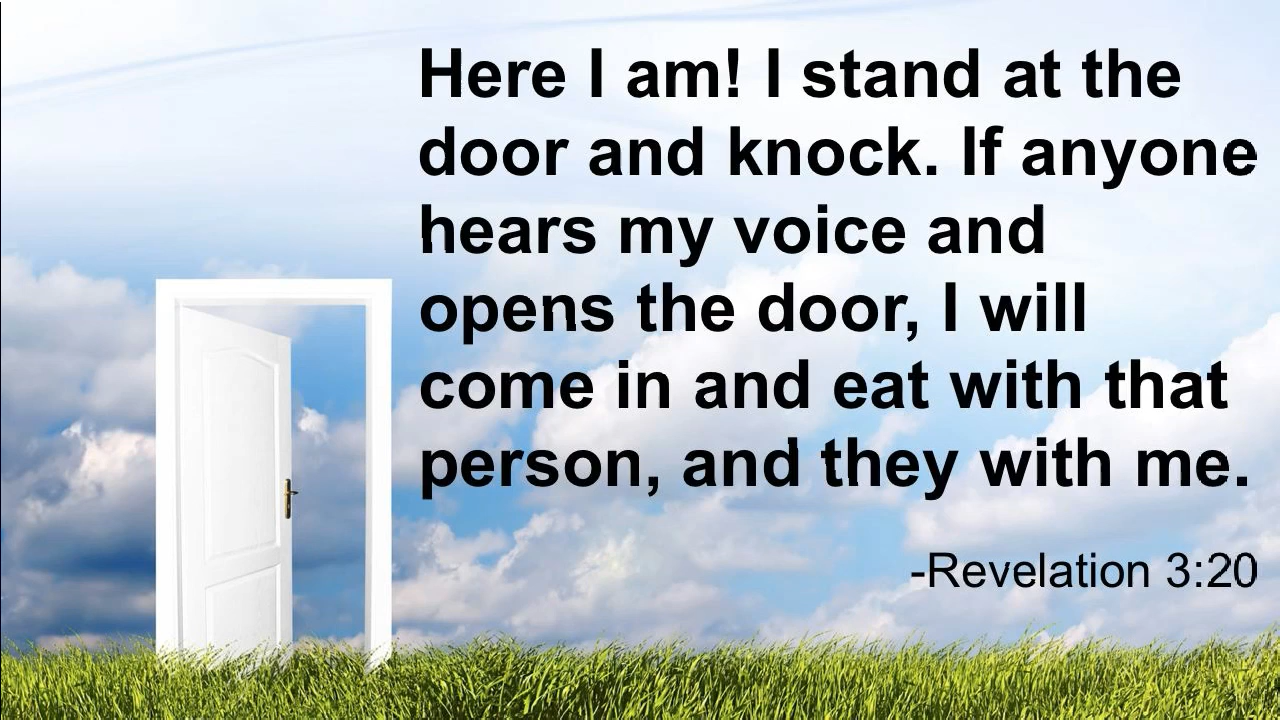 Here I am! I stand at the
door and knock. If anyone
hears my voice and
opens the door, I will
come in and eat with that
person, and they with me.
-Revelation 3:20